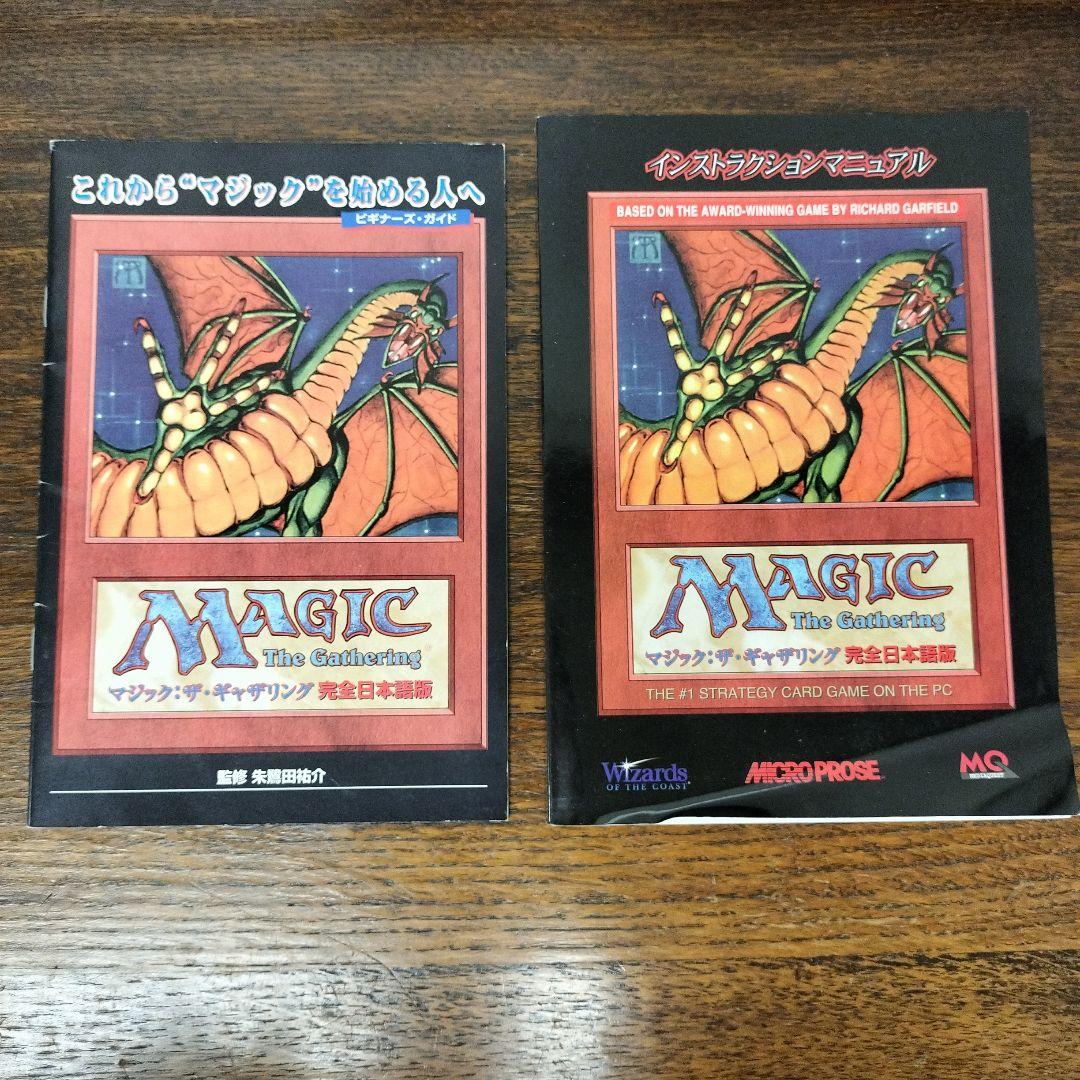 これから“マジック”を始める人へ
ビギナーズ・ガイド
MAGIC
The Gathering
マジック：ザ・ギャザリング 完全日本語版
監修 朱鷺田祐介
インストラクションマニュアル
BASED ON THE AWARD-WINNING GAME BY RICHARD GARFIELD
MAGIC
The Gathering
マジック：ザ・ギャザリング 完全日本語版
THE #1 STRATEGY CARD GAME ON THE PC
WIZARDS
OF THE COAST
MICROPROSE
MQ
MEDIAQUEST